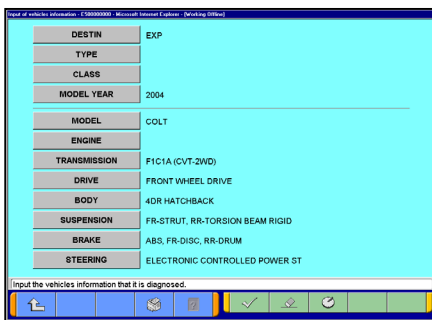 Input of vehicles information - E500000000 - Microsoft Internet Explorer - [Working Offline]
DESTIN EXP
TYPE
CLASS
MODEL YEAR 2004
MODEL COLT
ENGINE
TRANSMISSION F1C1A (CVT-2WD)
DRIVE FRONT WHEEL DRIVE
BODY 4DR HATCHBACK
SUSPENSION FR-STRUT, RR-TORSION BEAM RIGID
BRAKE ABS, FR-DISC, RR-DRUM
STEERING ELECTRONIC CONTROLLED POWER ST
Input the vehicles information that it is diagnosed.